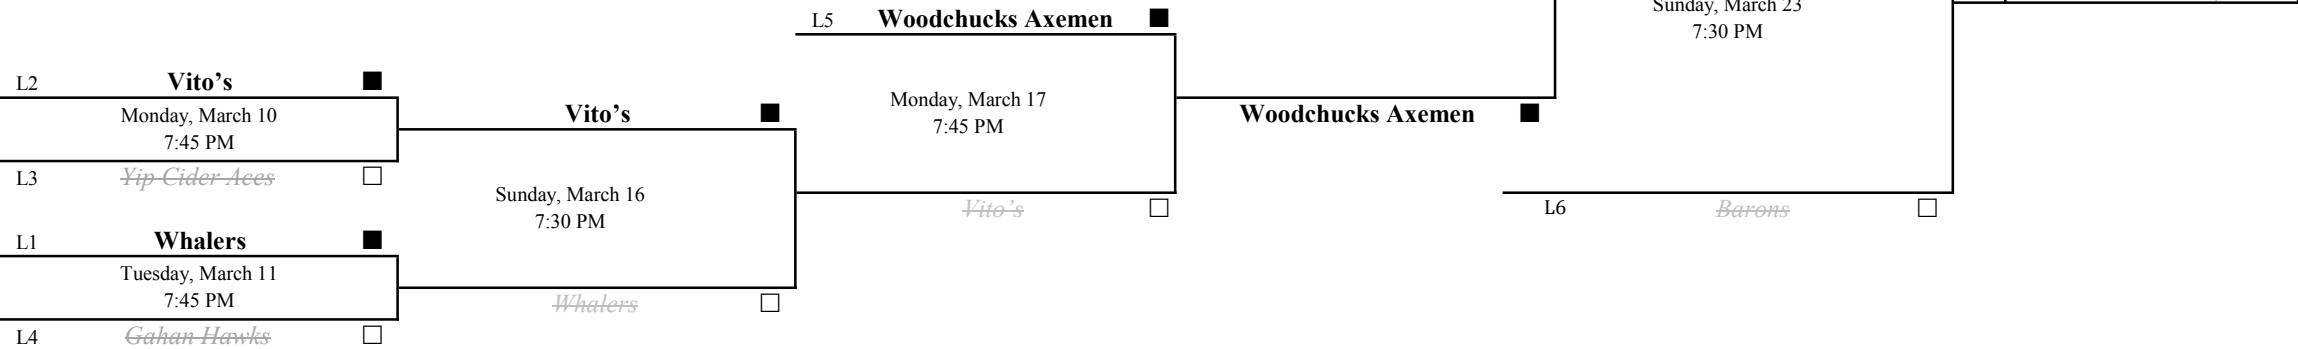 Sunday, March 23
7:30 PM
L5 Woodchucks Axemen ■
L2 Vito’s ■
Monday, March 10
7:45 PM
L3 Yip Cider Aces □
Vito’s ■
Monday, March 17
7:45 PM
Woodchucks Axemen ■
Sunday, March 16
7:30 PM
Vito’s □
L6 Barons □
L1 Whalers ■
Tuesday, March 11
7:45 PM
L4 Gahan Hawks □
Whalers □